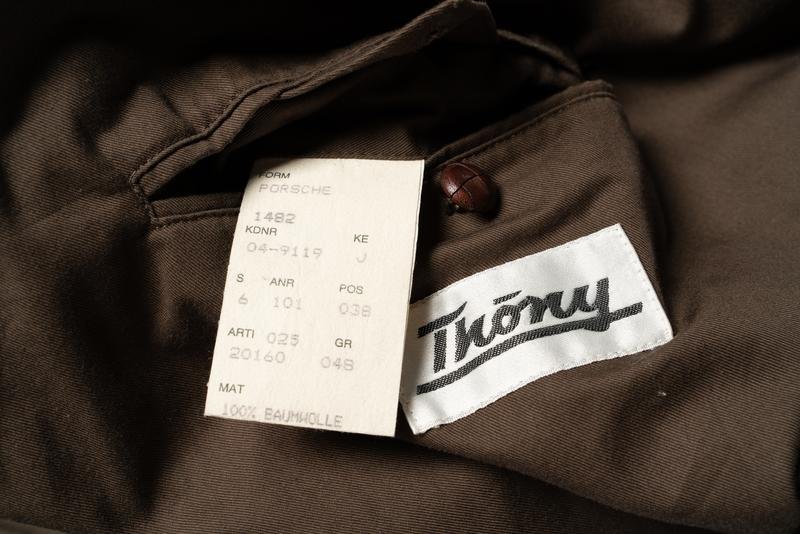 FORM
PORSCHE
1482
KDNR KE
04-9119 J
S ANR POS
6 101 038
ARTI 025 GR
20160 048
MAT
100% BAUMWOLLE
Thöny